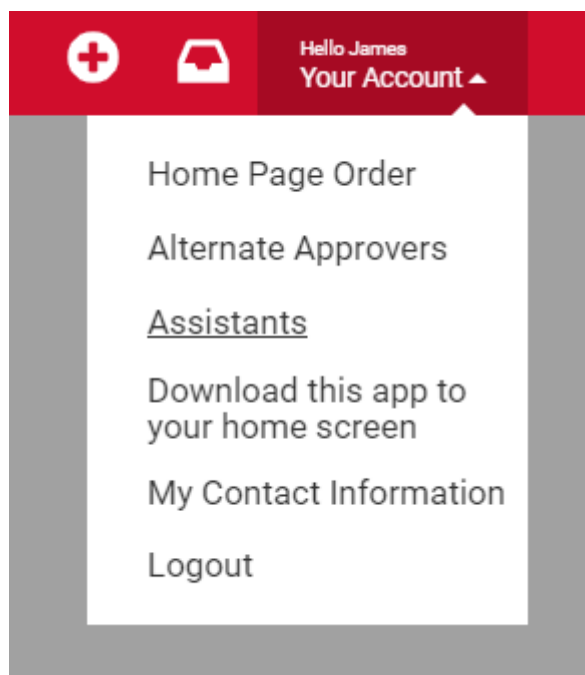 Hello James
Your Account
Home Page Order
Alternate Approvers
Assistants
Download this app to
your home screen
My Contact Information
Logout